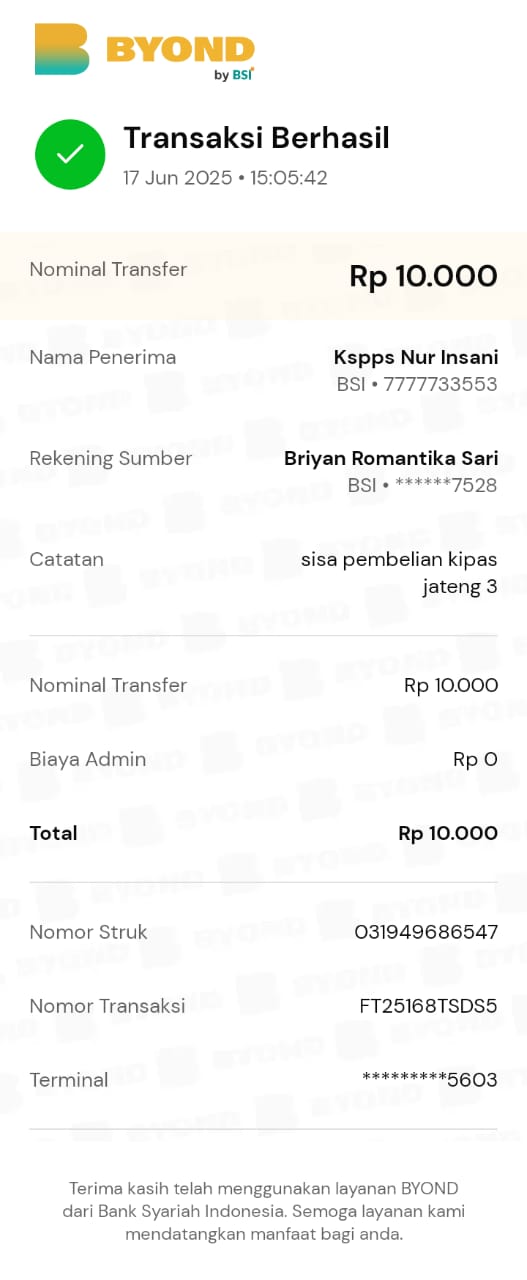 BYOND
by BSI
Transaksi Berhasil
17 Jun 2025 • 15:05:42
Nominal Transfer Rp 10.000
Nama Penerima Kspps Nur Insani
BSI • 7777733553
Rekening Sumber Briyan Romantika Sari
BSI • ******7528
Catatan sisa pembelian kipas
jateng 3
Nominal Transfer Rp 10.000
Biaya Admin Rp 0
Total Rp 10.000
Nomor Struk 031949686547
Nomor Transaksi FT25168TSDS5
Terminal *********5603
Terima kasih telah menggunakan layanan BYOND
dari Bank Syariah Indonesia. Semoga layanan kami
mendatangkan manfaat bagi anda.